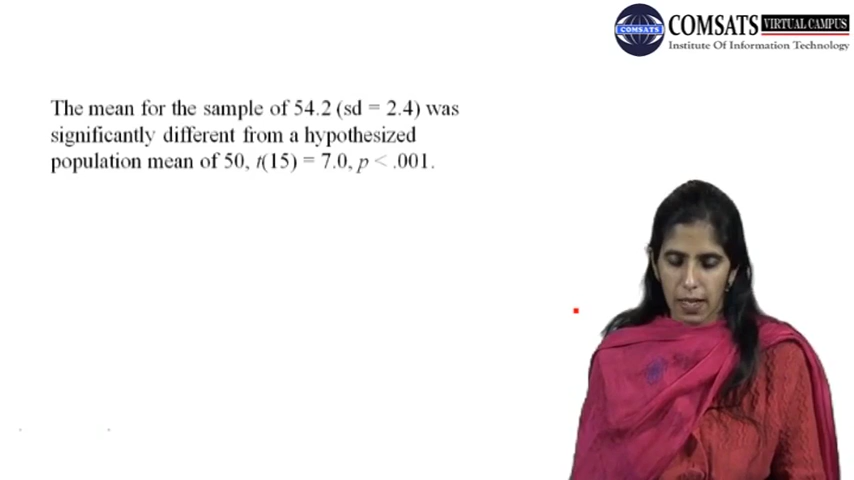 COMSATS VIRTUAL CAMPUS
COMSATS
Institute Of Information Technology
The mean for the sample of 54.2 (sd = 2.4) was
significantly different from a hypothesized
population mean of 50, t(15) = 7.0, p < .001.